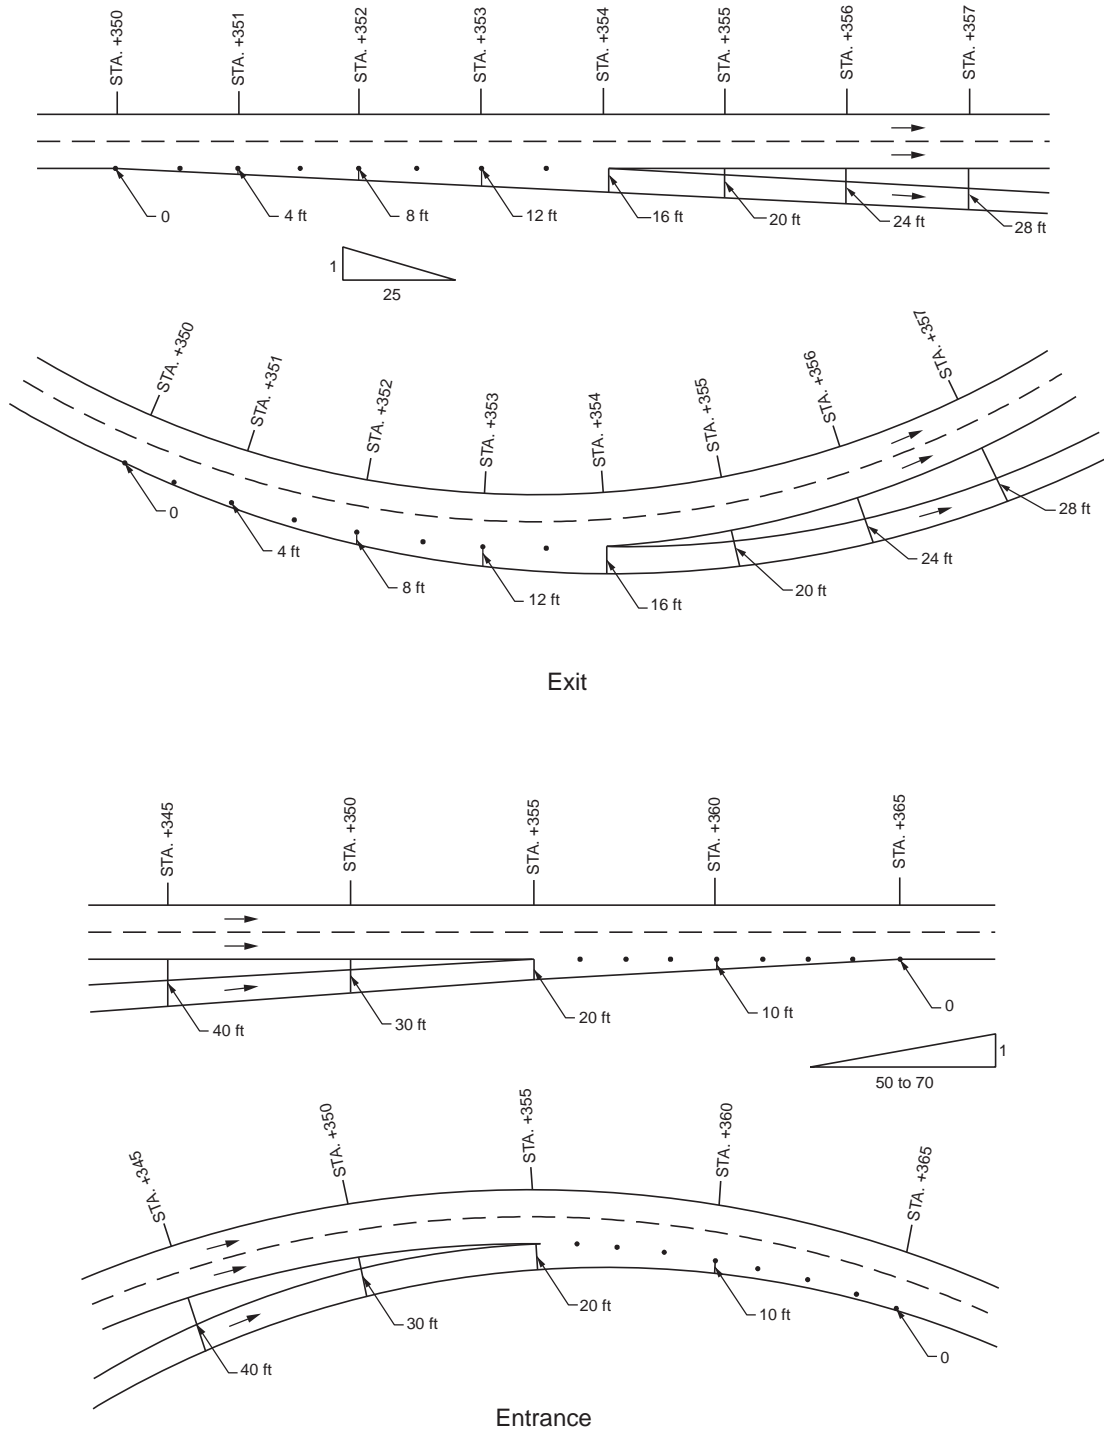 STA. +350
STA. +351
STA. +352
STA. +353
STA. +354
STA. +355
STA. +356
STA. +357
0
4 ft
8 ft
12 ft
16 ft
20 ft
24 ft
28 ft
1
25
STA. +350
STA. +351
STA. +352
STA. +353
STA. +354
STA. +355
STA. +356
STA. +357
0
4 ft
8 ft
12 ft
16 ft
20 ft
24 ft
28 ft
Exit
STA. +345
STA. +350
STA. +355
STA. +360
STA. +365
40 ft
30 ft
20 ft
10 ft
0
1
50 to 70
STA. +345
STA. +350
STA. +355
STA. +360
STA. +365
40 ft
30 ft
20 ft
10 ft
0
Entrance